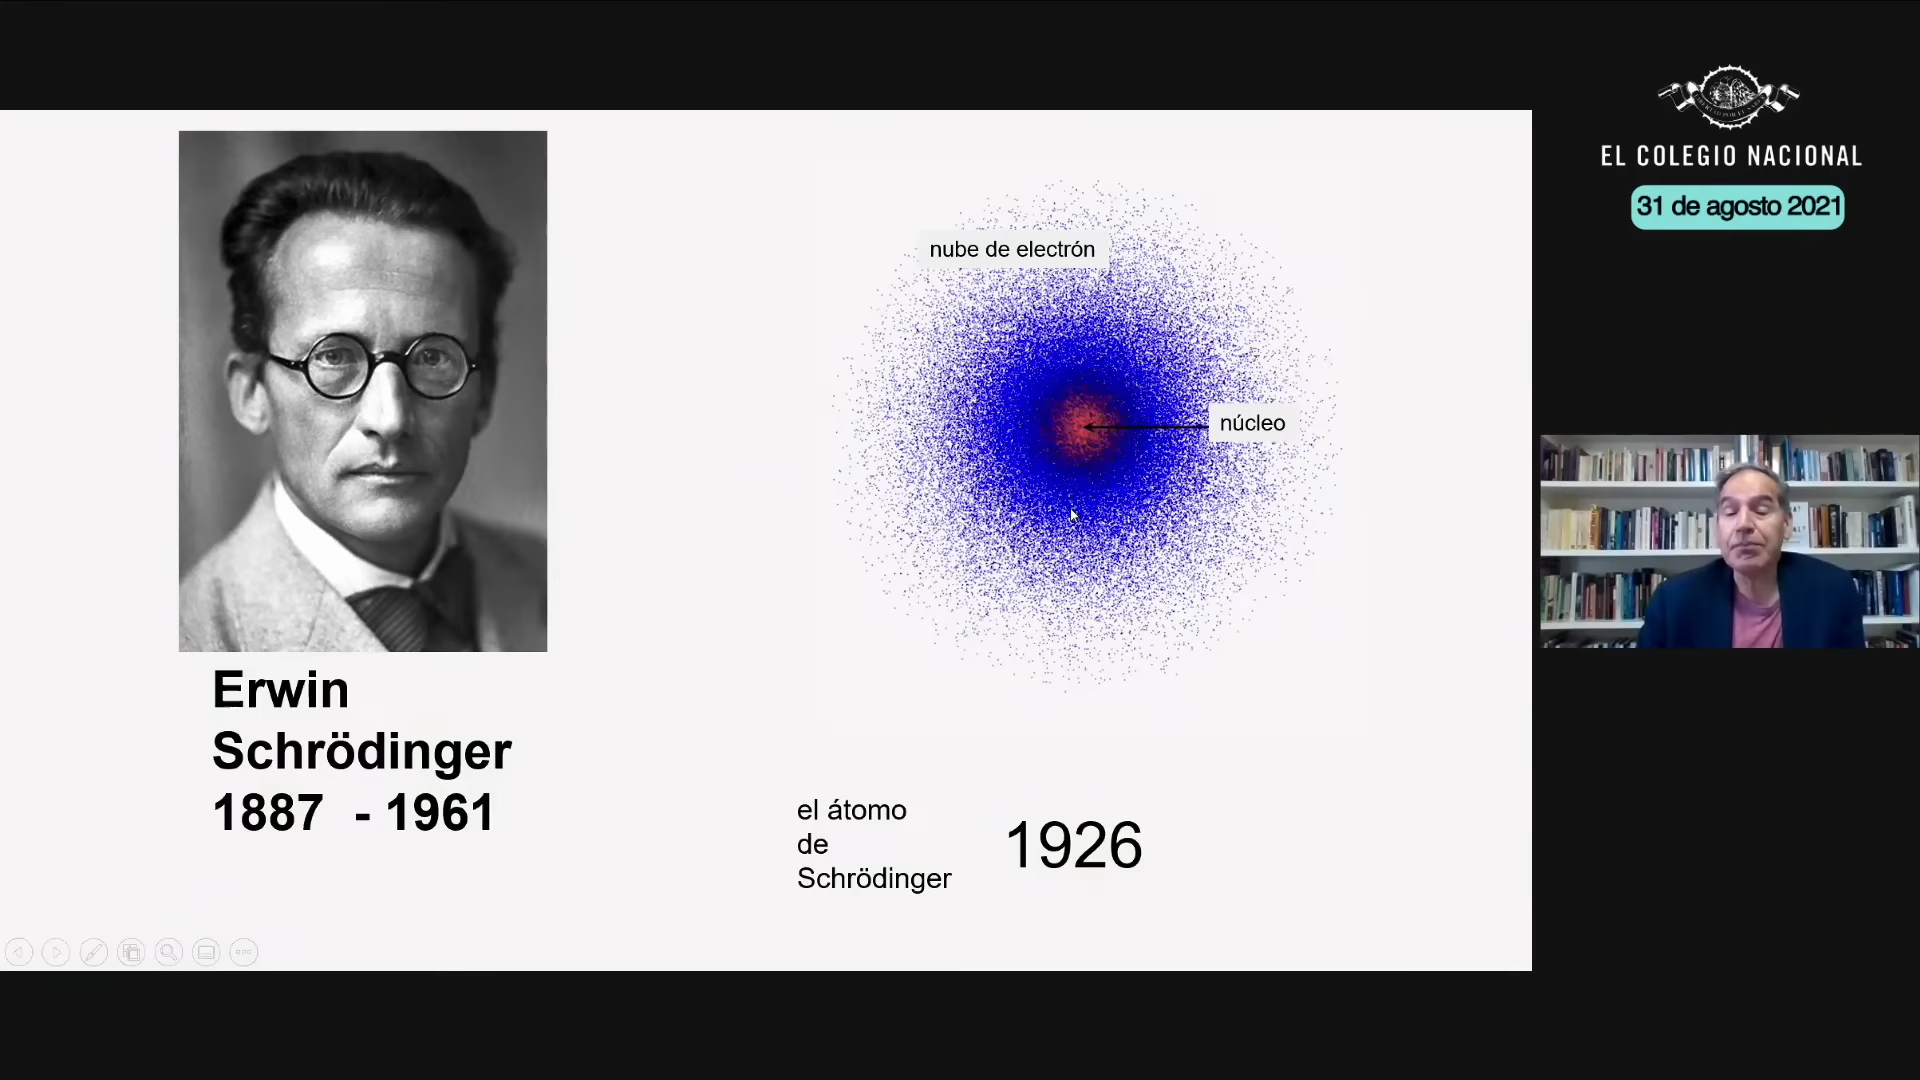 nube de electrón
núcleo
Erwin
Schrödinger
1887 - 1961
el átomo
de
Schrödinger
1926
EL COLEGIO NACIONAL
31 de agosto 2021